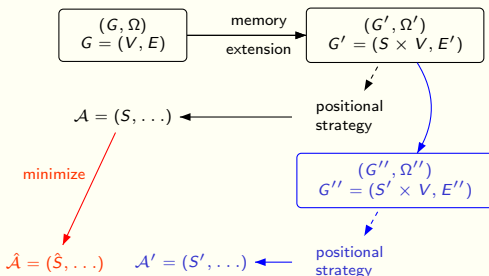 (G, Ω)
G = (V, E)
memory
extension
(G′, Ω′)
G′ = (S × V, E′)
positional
strategy
𝒜 = (S, . . .)
minimize
(G′′, Ω′′)
G′′ = (S′ × V, E′′)
positional
strategy
𝒜̂ = (Ŝ, . . .)
𝒜′ = (S′, . . .)